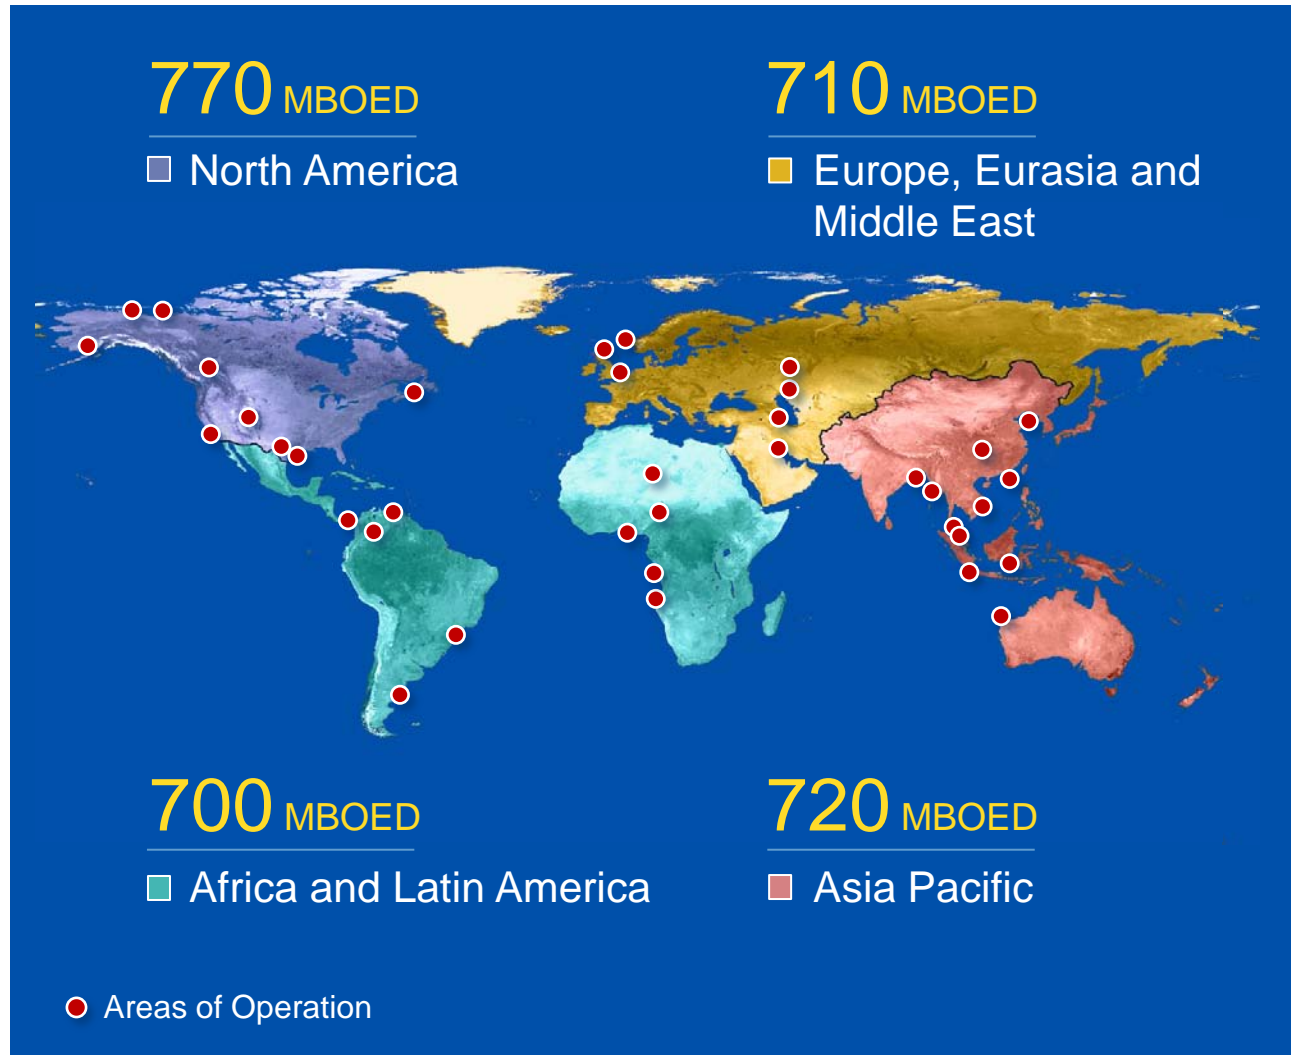 770 MBOED
North America
710 MBOED
Europe, Eurasia and
Middle East
700 MBOED
Africa and Latin America
720 MBOED
Asia Pacific
Areas of Operation